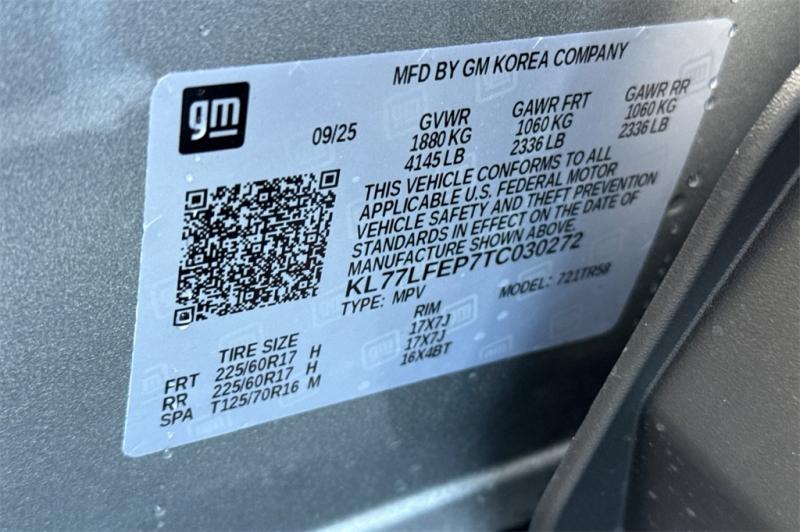 MFD BY GM KOREA COMPANY
gm
09/25
GVWR
1880 KG
4145 LB
GAWR FRT
1060 KG
2336 LB
GAWR RR
1060 KG
2336 LB
THIS VEHICLE CONFORMS TO ALL
APPLICABLE U.S. FEDERAL MOTOR
VEHICLE SAFETY AND THEFT PREVENTION
STANDARDS IN EFFECT ON THE DATE OF
MANUFACTURE SHOWN ABOVE.
KL77LFEP7TC030272
TYPE: MPV MODEL: 721TR58
TIRE SIZE RIM
FRT 225/60R17 H 17X7J
RR 225/60R17 H 17X7J
SPA T125/70R16 M 16X4BT